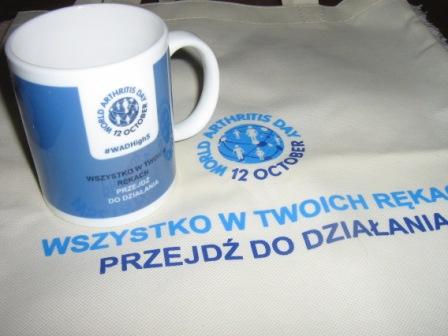 WORLD ARTHRITIS DAY
12 OCTOBER
#WADHigh5
WSZYSTKO W TWOICH
RĘKACH
PRZEJDŹ
DO DZIAŁANIA
WORLD ARTHRITIS DAY
12 OCTOBER
WSZYSTKO W TWOICH RĘKA
PRZEJDŹ DO DZIAŁANIA